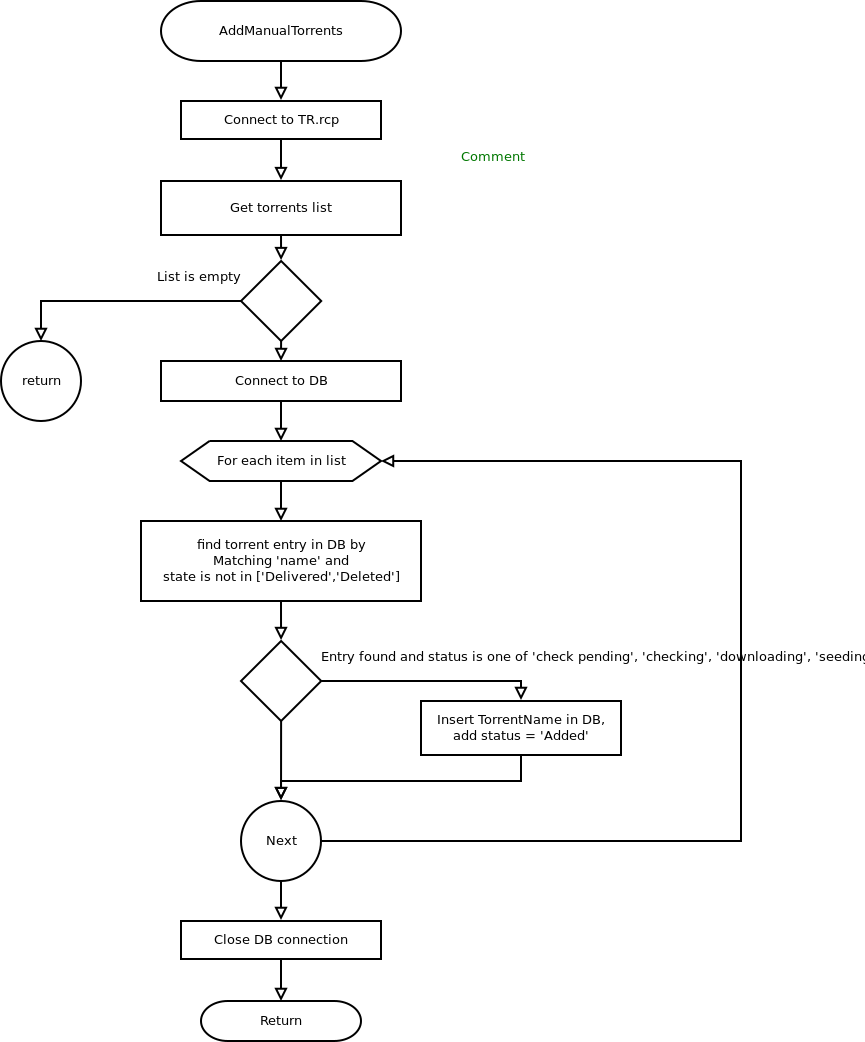 AddManualTorrents
Connect to TR.rcp
Comment
Get torrents list
List is empty
return
Connect to DB
For each item in list
find torrent entry in DB by
Matching 'name' and
state is not in ['Delivered','Deleted']
Entry found and status is one of 'check pending', 'checking', 'downloading', 'seeding
Insert TorrentName in DB,
add status = 'Added'
Next
Close DB connection
Return